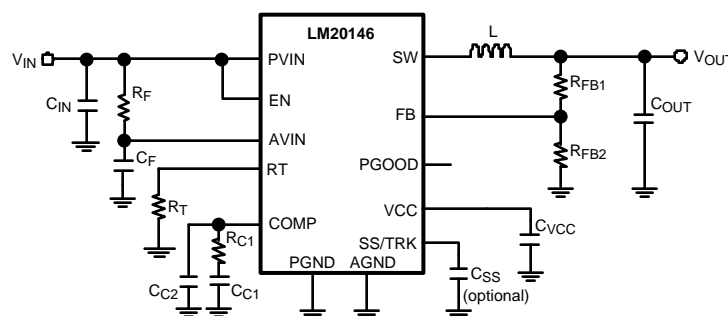 LM20146
VIN
PVIN
SW
L
VOUT
CIN
RF
EN
RFB1
COUT
FB
AVIN
CF
RT
PGOOD
RFB2
RT
VCC
COMP
CVCC
RC1
SS/TRK
PGND
AGND
CC2
CC1
CSS
(optional)